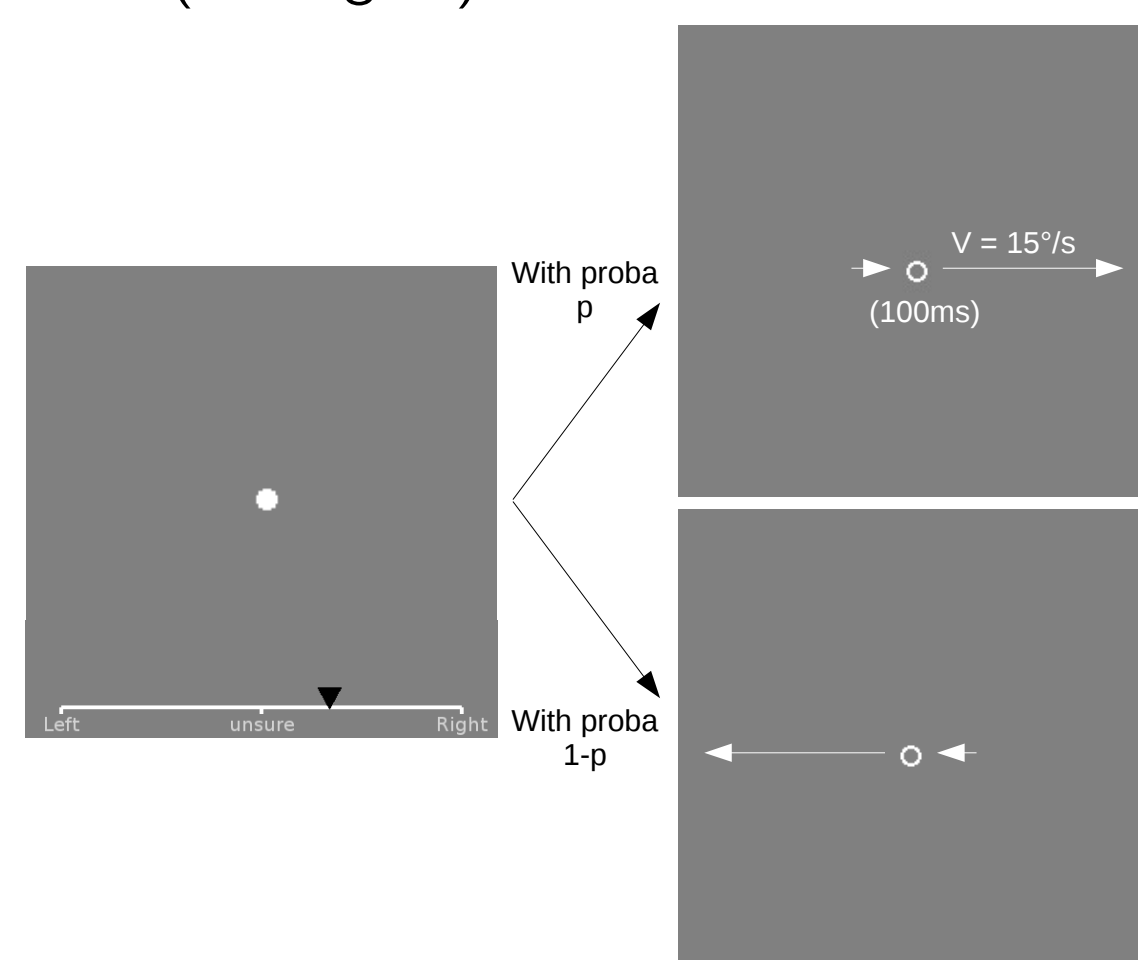 With proba
p
V = 15°/s
(100ms)
Left unsure Right
With proba
1-p